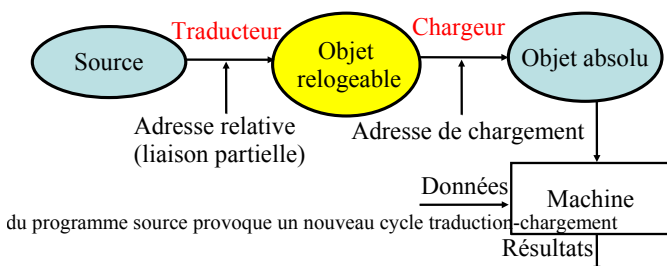 Traducteur
Chargeur
Source
Objet
relogeable
Objet absolu
Adresse relative
(liaison partielle)
Adresse de chargement
Données
Machine
du programme source provoque un nouveau cycle traduction-chargement
Résultats